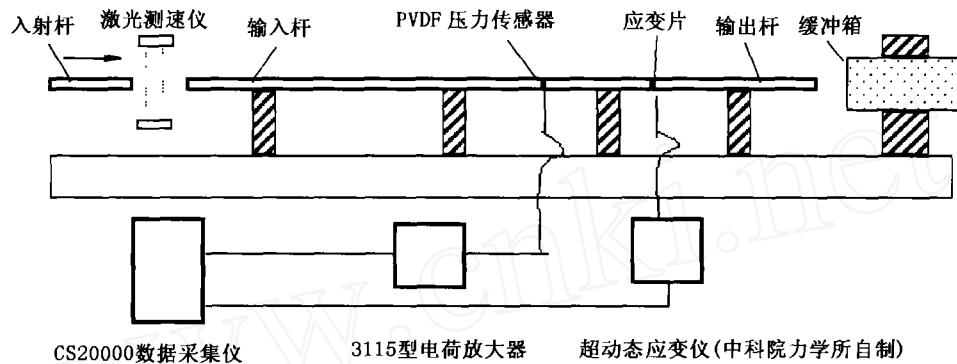 入射杆
激光测速仪
输入杆
PVDF 压力传感器
应变片
输出杆
缓冲箱
www.cnki.net
CS20000数据采集仪
3115型电荷放大器
超动态应变仪(中科院力学所自制)